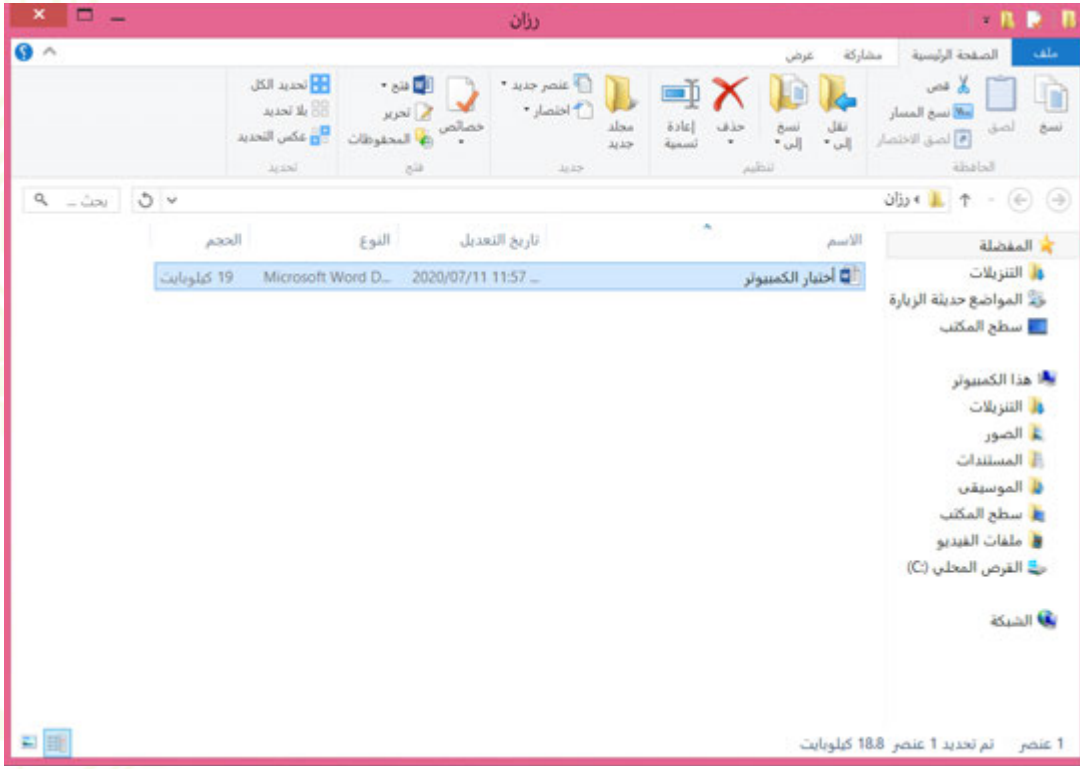 رزان
ملف الصفحة الرئيسية مشاركة عرض
نسخ
لصق
قص
نسخ المسار
لصق الاختصار
الحافظة
نقل إلى
نسخ إلى
حذف
إعادة تسمية
تنظيم
مجلد جديد
عنصر جديد
اختصار
جديد
خصائص
فتح
تحرير
المحفوظات
فتح
تحديد الكل
بلا تحديد
عكس التحديد
تحديد
رزان
بحث ...
الاسم تاريخ التعديل النوع الحجم
أختبار الكمبيوتر 2020/07/11 11:57 ... Microsoft Word D... 19 كيلوبايت
المفضلة
التنزيلات
المواضع حديثة الزيارة
سطح المكتب
هذا الكمبيوتر
التنزيلات
الصور
المستندات
الموسيقى
سطح المكتب
ملفات الفيديو
القرص المحلي (C:)
الشبكة
1 عنصر تم تحديد 1 عنصر 18.8 كيلوبايت